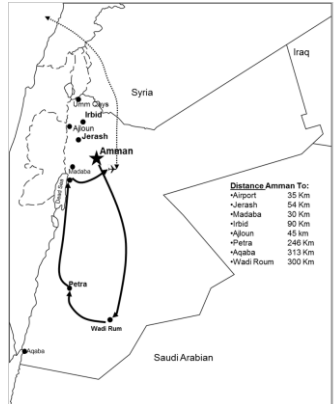 Iraq
Syria
Umm Qays
Irbid
Ajloun
Jerash
Amman
Madaba
Dead Sea
Distance Amman To:
•Airport 35 Km
•Jerash 54 Km
•Madaba 30 Km
•Irbid 90 Km
•Ajloun 45 km
•Petra 246 Km
•Aqaba 313 Km
•Wadi Roum 300 Km
Petra
Wadi Rum
Aqaba
Saudi Arabian